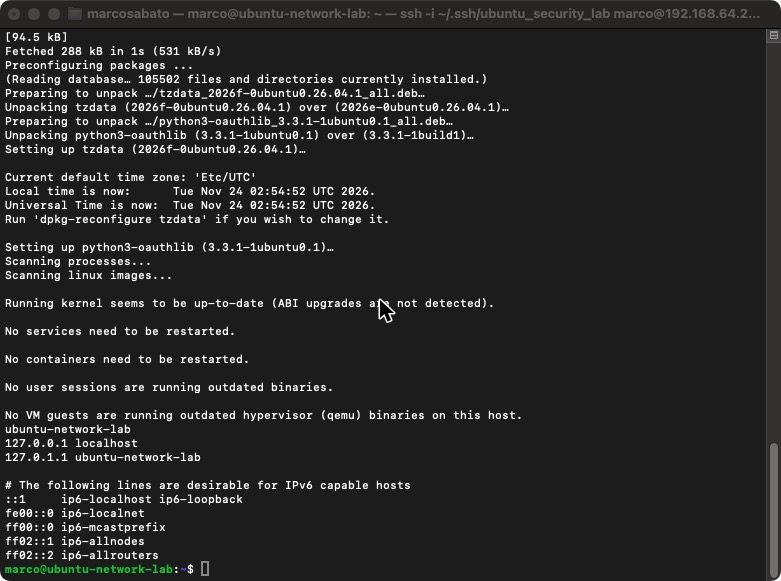 marcosabato — marco@ubuntu-network-lab: ~ — ssh -i ~/.ssh/ubuntu_security_lab marco@192.168.64.2...
[94.5 kB]
Fetched 288 kB in 1s (531 kB/s)
Preconfiguring packages ...
(Reading database… 105502 files and directories currently installed.)
Preparing to unpack …/tzdata_2026f-0ubuntu0.26.04.1_all.deb…
Unpacking tzdata (2026f-0ubuntu0.26.04.1) over (2026e-0ubuntu0.26.04.1)…
Preparing to unpack …/python3-oauthlib_3.3.1-1ubuntu0.1_all.deb…
Unpacking python3-oauthlib (3.3.1-1ubuntu0.1) over (3.3.1-1build1)…
Setting up tzdata (2026f-0ubuntu0.26.04.1)…
Current default time zone: 'Etc/UTC'
Local time is now:      Tue Nov 24 02:54:52 UTC 2026.
Universal Time is now:  Tue Nov 24 02:54:52 UTC 2026.
Run 'dpkg-reconfigure tzdata' if you wish to change it.
Setting up python3-oauthlib (3.3.1-1ubuntu0.1)…
Scanning processes...
Scanning linux images...
Running kernel seems to be up-to-date (ABI upgrades are not detected).
No services need to be restarted.
No containers need to be restarted.
No user sessions are running outdated binaries.
No VM guests are running outdated hypervisor (qemu) binaries on this host.
ubuntu-network-lab
127.0.0.1 localhost
127.0.1.1 ubuntu-network-lab
# The following lines are desirable for IPv6 capable hosts
::1     ip6-localhost ip6-loopback
fe00::0 ip6-localnet
ff00::0 ip6-mcastprefix
ff02::1 ip6-allnodes
ff02::2 ip6-allrouters
marco@ubuntu-network-lab:~$